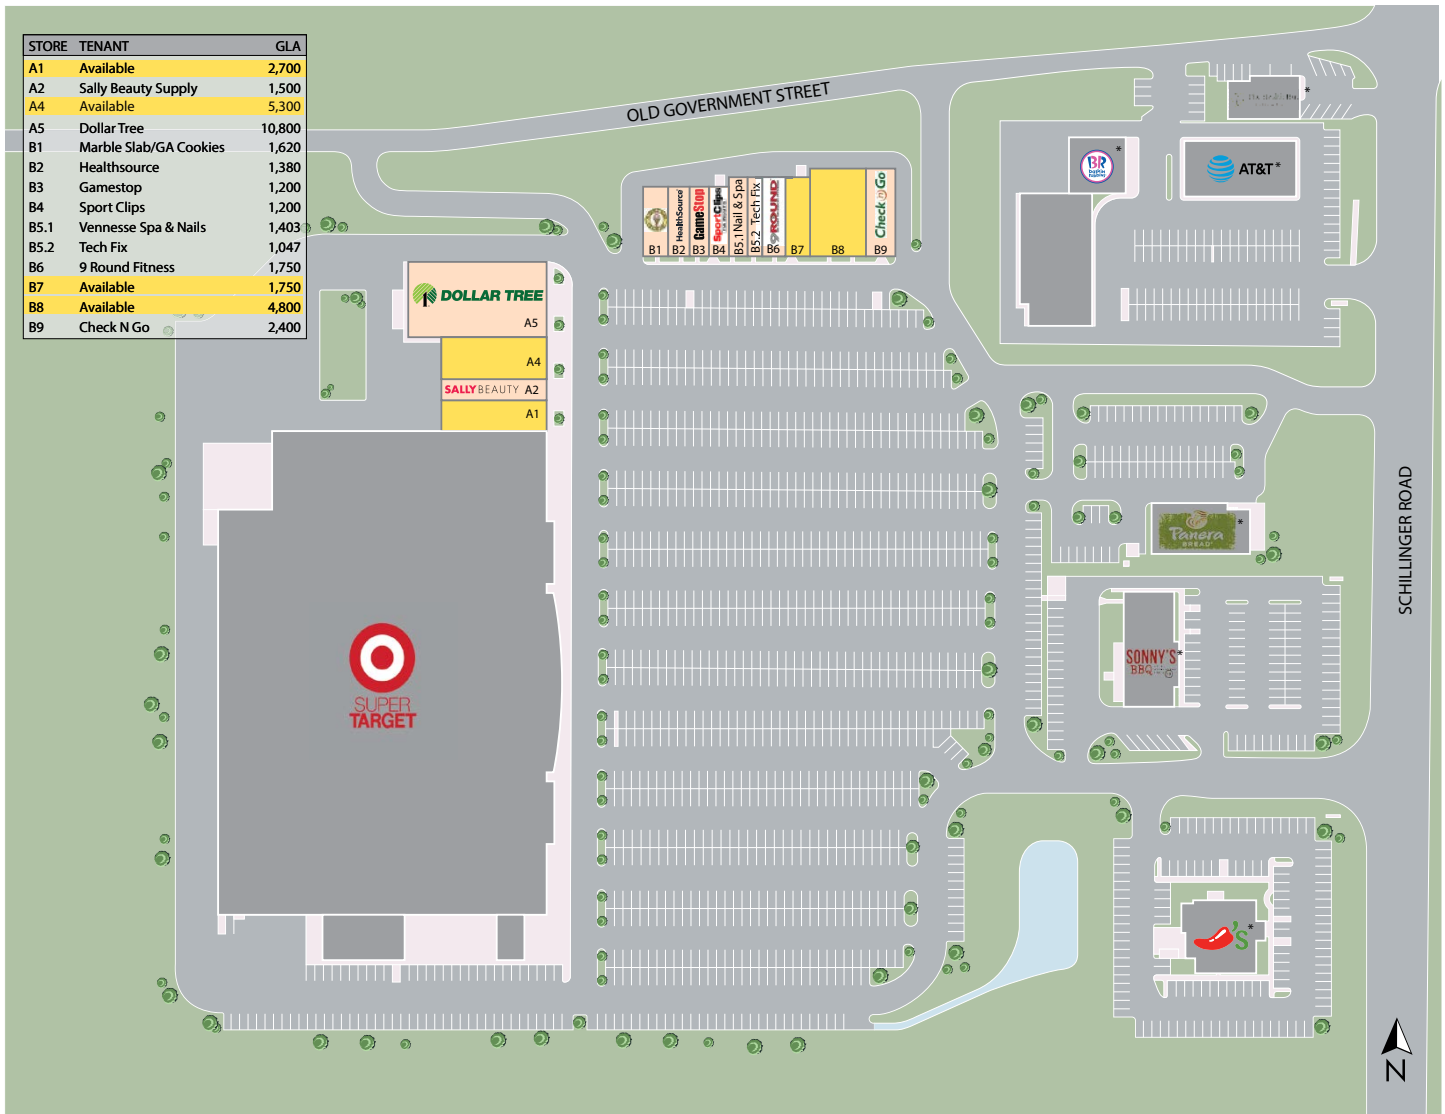 STORE TENANT GLA
A1 Available 2,700
A2 Sally Beauty Supply 1,500
A4 Available 5,300
A5 Dollar Tree 10,800
B1 Marble Slab/GA Cookies 1,620
B2 Healthsource 1,380
B3 Gamestop 1,200
B4 Sport Clips 1,200
B5.1 Vennesse Spa & Nails 1,403
B5.2 Tech Fix 1,047
B6 9 Round Fitness 1,750
B7 Available 1,750
B8 Available 4,800
B9 Check N Go 2,400
OLD GOVERNMENT STREET
*
BR
*
AT&T*
HealthSource
GameStop
SportClips
B5.1 Nail & Spa
B5.2 Tech Fix
9ROUND
Check n Go
B1 B2 B3 B4 B6 B7 B8 B9
DOLLAR TREE
A5
A4
SALLY BEAUTY A2
A1
SCHILLINGER ROAD
Panera
BREAD
*
SONNY'S*
BBQ
SUPER
TARGET
'S*
N